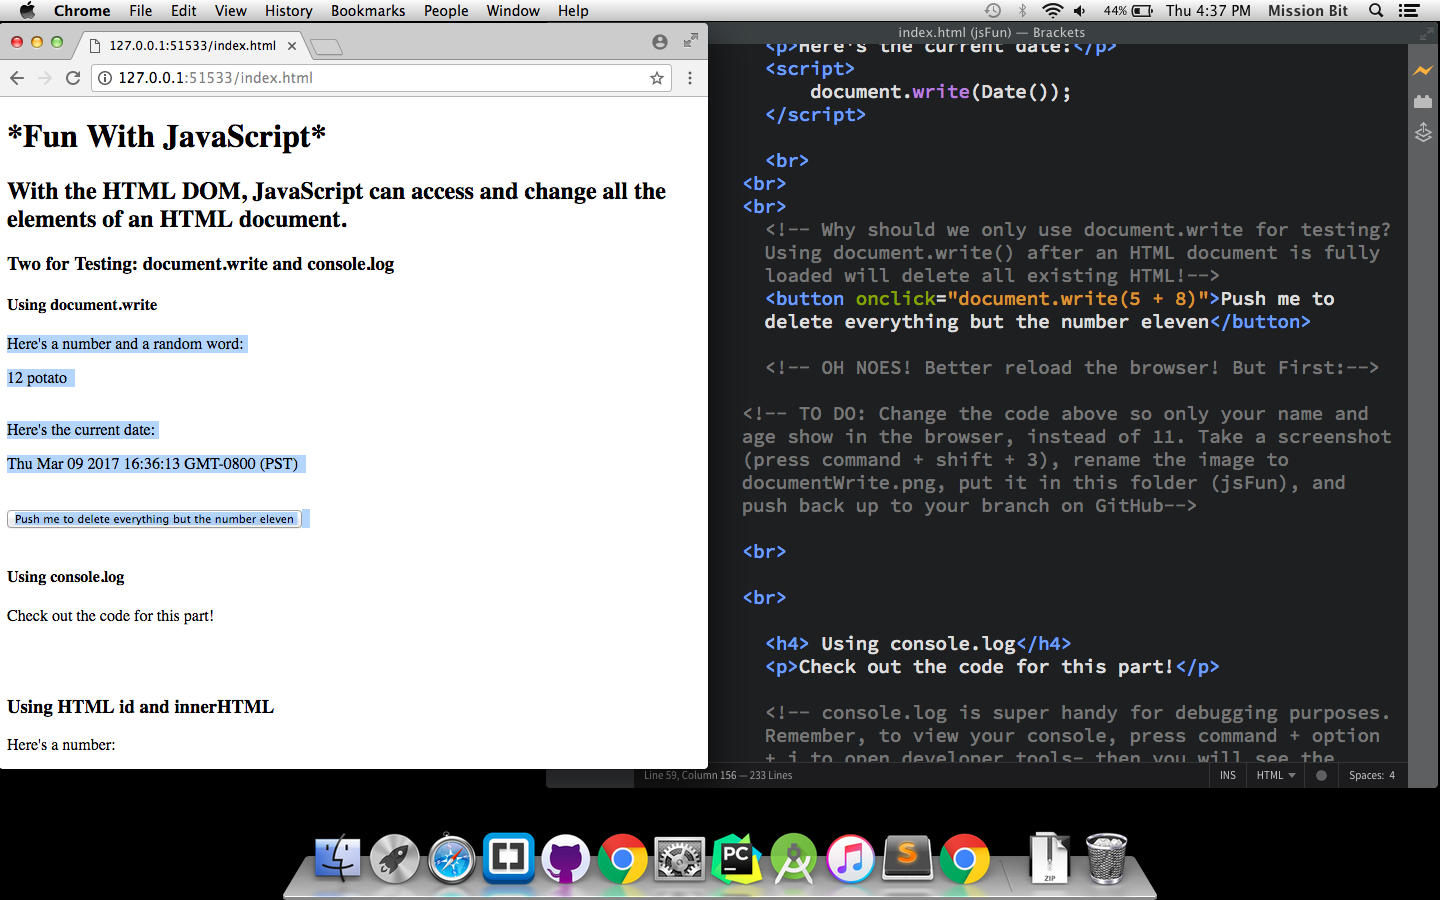 Chrome File Edit View History Bookmarks People Window Help 44% Thu 4:37 PM Mission Bit
127.0.0.1:51533/index.html
127.0.0.1:51533/index.html
*Fun With JavaScript*
With the HTML DOM, JavaScript can access and change all the
elements of an HTML document.
Two for Testing: document.write and console.log
Using document.write
Here's a number and a random word:
12 potato
Here's the current date:
Thu Mar 09 2017 16:36:13 GMT-0800 (PST)
Push me to delete everything but the number eleven
Using console.log
Check out the code for this part!
Using HTML id and innerHTML
Here's a number:
index.html (jsFun) — Brackets
<p>Here's the current date:</p>
<script>
document.write(Date());
</script>
<br>
<br>
<br>
<!-- Why should we only use document.write for testing?
Using document.write() after an HTML document is fully
loaded will delete all existing HTML!-->
<button onclick="document.write(5 + 8)">Push me to
delete everything but the number eleven</button>
<!-- OH NOES! Better reload the browser! But First:-->
<!-- TO DO: Change the code above so only your name and
age show in the browser, instead of 11. Take a screenshot
(press command + shift + 3), rename the image to
documentWrite.png, put it in this folder (jsFun), and
push back up to your branch on GitHub-->
<br>
<br>
<h4> Using console.log</h4>
<p>Check out the code for this part!</p>
<!-- console.log is super handy for debugging purposes.
Remember, to view your console, press command + option
+ i to open developer tools- then you will see the
Line 59, Column 156 — 233 Lines INS HTML Spaces: 4
PC
S
ZIP